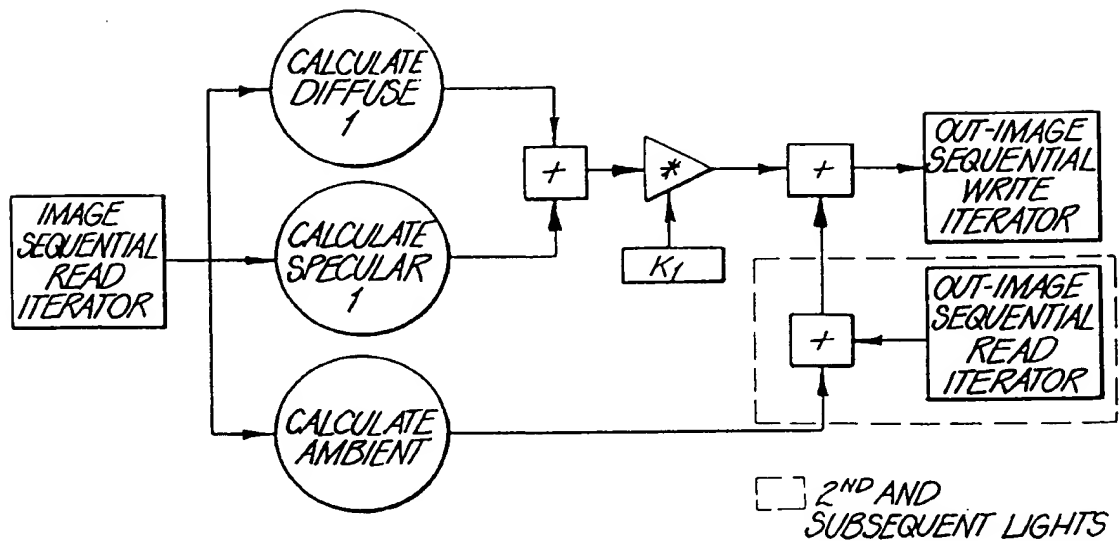 CALCULATE
DIFFUSE
1
IMAGE
SEQUENTIAL
READ
ITERATOR
CALCULATE
SPECULAR
1
CALCULATE
AMBIENT
+
*
K1
+
OUT-IMAGE
SEQUENTIAL
WRITE
ITERATOR
+
OUT-IMAGE
SEQUENTIAL
READ
ITERATOR
2ND AND
SUBSEQUENT LIGHTS